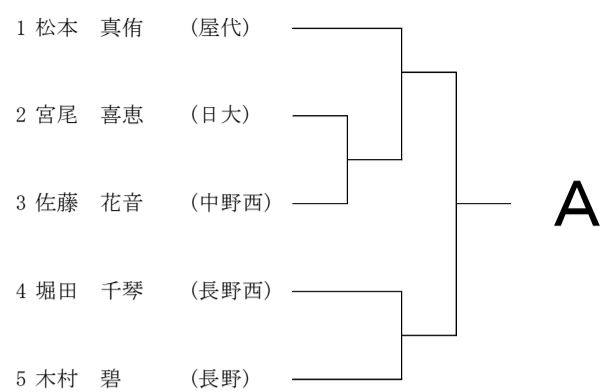 1 松本　真侑　（屋代）
2 宮尾　喜恵　（日大）
3 佐藤　花音　（中野西）
A
4 堀田　千琴　（長野西）
5 木村　碧　（長野）